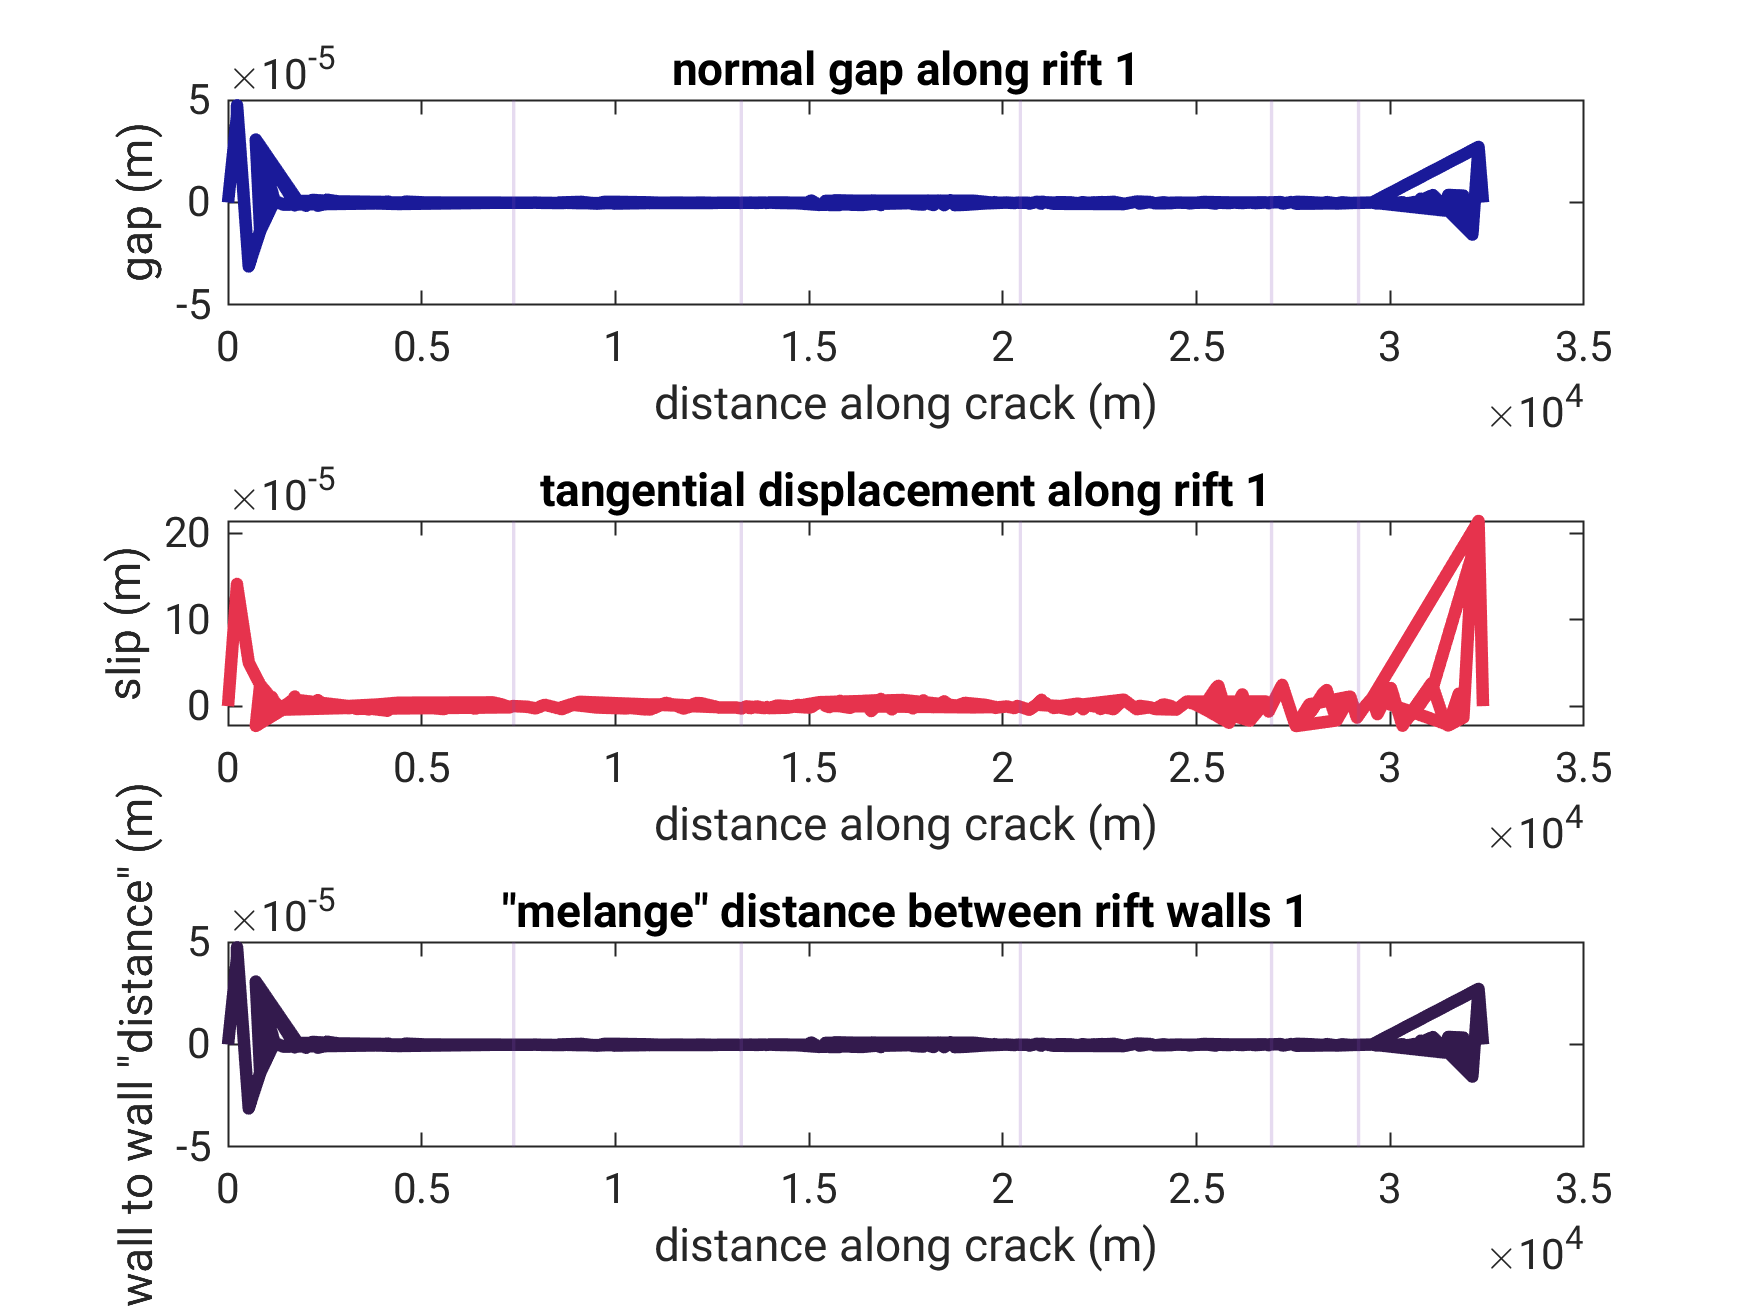 ×10-5
normal gap along rift 1
gap (m)
5
0
-5
0 0.5 1 1.5 2 2.5 3 3.5
distance along crack (m)
×104
×10-5
tangential displacement along rift 1
slip (m)
20
10
0
0 0.5 1 1.5 2 2.5 3 3.5
distance along crack (m)
×104
×10-5
"melange" distance between rift walls 1
wall to wall "distance" (m)
5
0
-5
0 0.5 1 1.5 2 2.5 3 3.5
distance along crack (m)
×104